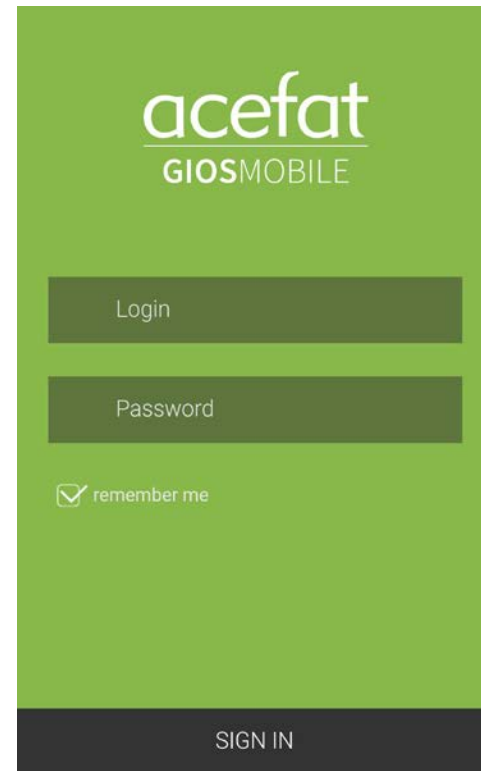 acefat
GIOSMOBILE
Login
Password
remember me
SIGN IN